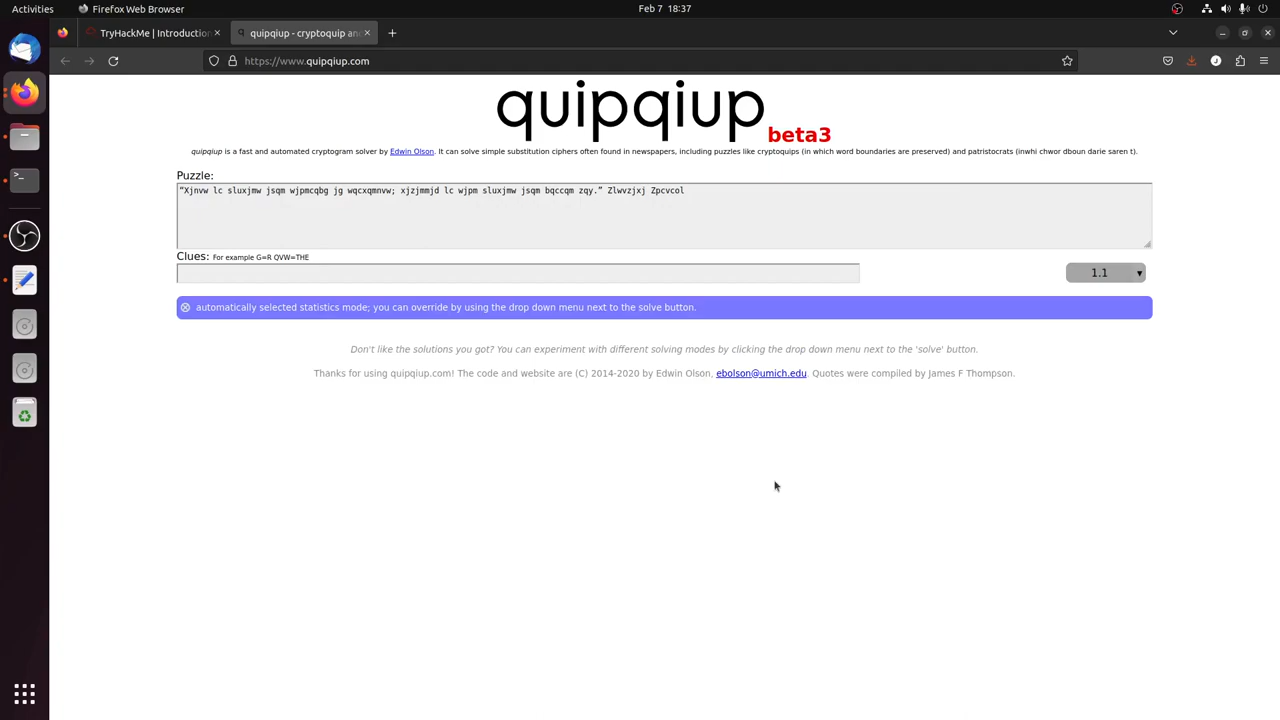 Activities Firefox Web Browser Feb 7 18:37
TryHackMe | Introduction quipqiup - cryptoquip and
https://www.quipqiup.com
quipqiup beta3
quipqiup is a fast and automated cryptogram solver by Edwin Olson. It can solve simple substitution ciphers often found in newspapers, including puzzles like cryptoquips (in which word boundaries are preserved) and patristocrats (inwhi chwor dboun darie saren t).
Puzzle:
“Xjnvw lc sluxjmw jsqm wjpmcqbg jg wqcxqmnvw; xjzjmmjd lc wjpm sluxjmw jsqm bqccqm zqy.” Zlwvzjxj Zpcvcol
Clues: For example G=R QVW=THE
1.1
automatically selected statistics mode; you can override by using the drop down menu next to the solve button.
Don't like the solutions you got? You can experiment with different solving modes by clicking the drop down menu next to the 'solve' button.
Thanks for using quipqiup.com! The code and website are (C) 2014-2020 by Edwin Olson, ebolson@umich.edu. Quotes were compiled by James F Thompson.